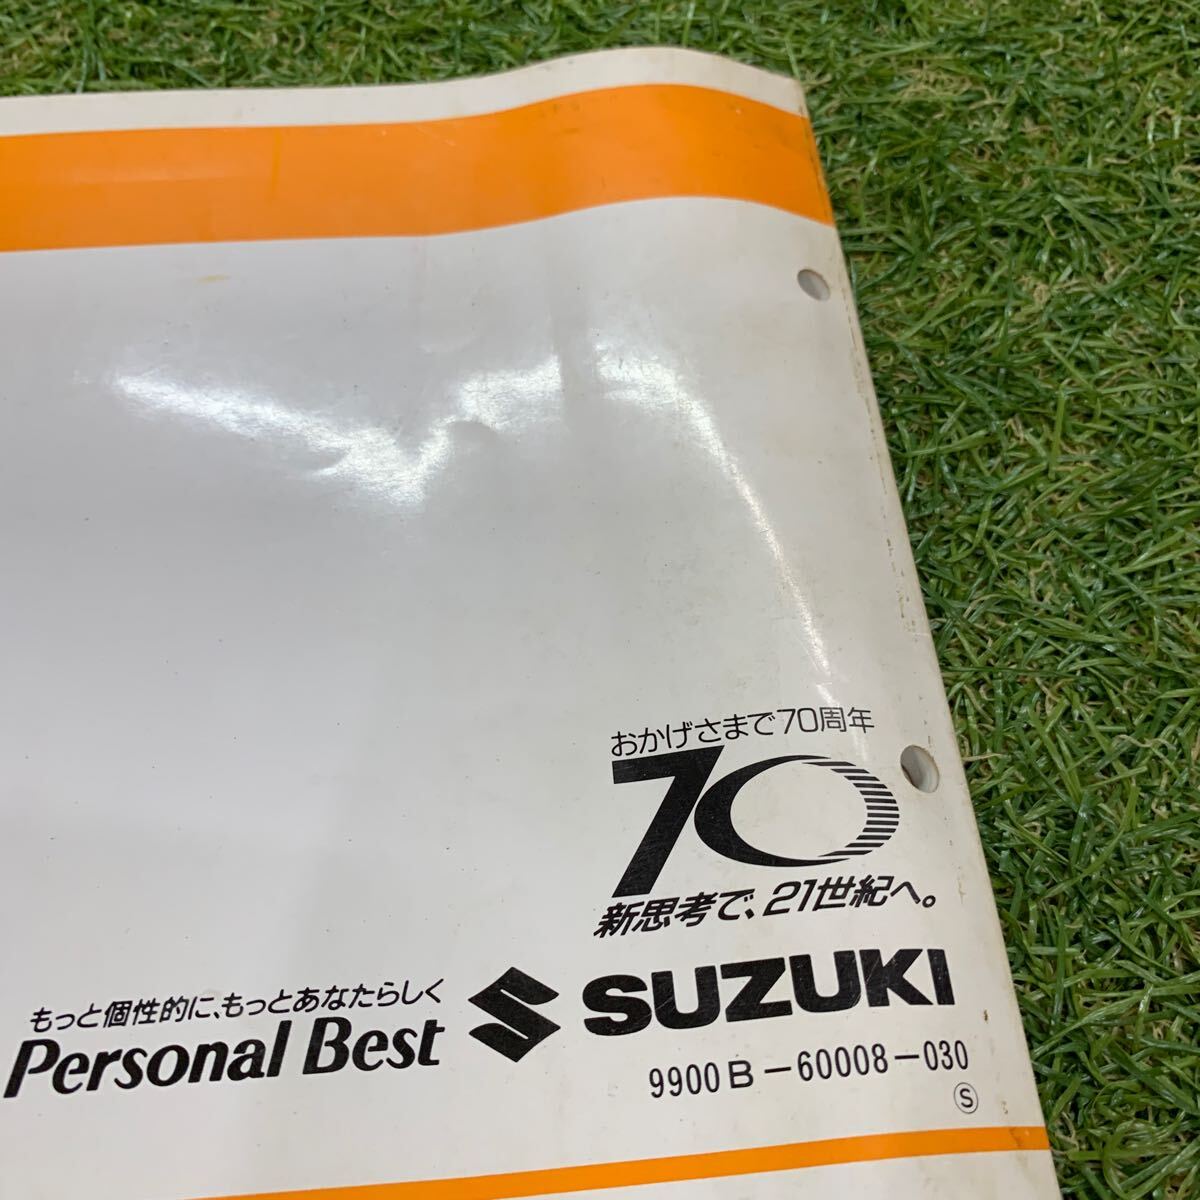 おかげさまで70周年
70
新思考で、21世紀へ。
もっと個性的に、もっとあなたらしく
Personal Best
SUZUKI
9900B-60008-030
S